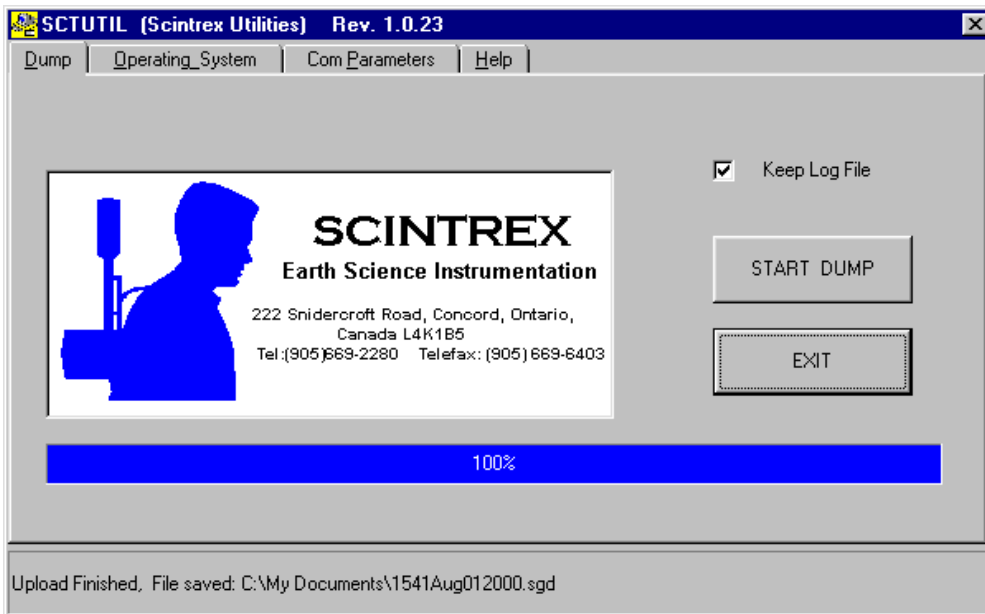 SCTUTIL (Scintrex Utilities) Rev. 1.0.23
Dump Operating_System Com Parameters Help
Keep Log File
SCINTREX
Earth Science Instrumentation
222 Snidercroft Road, Concord, Ontario,
Canada L4K1B5
Tel:(905)669-2280 Telefax: (905) 669-6403
START DUMP
EXIT
100%
Upload Finished, File saved: C:\My Documents\1541Aug012000.sgd